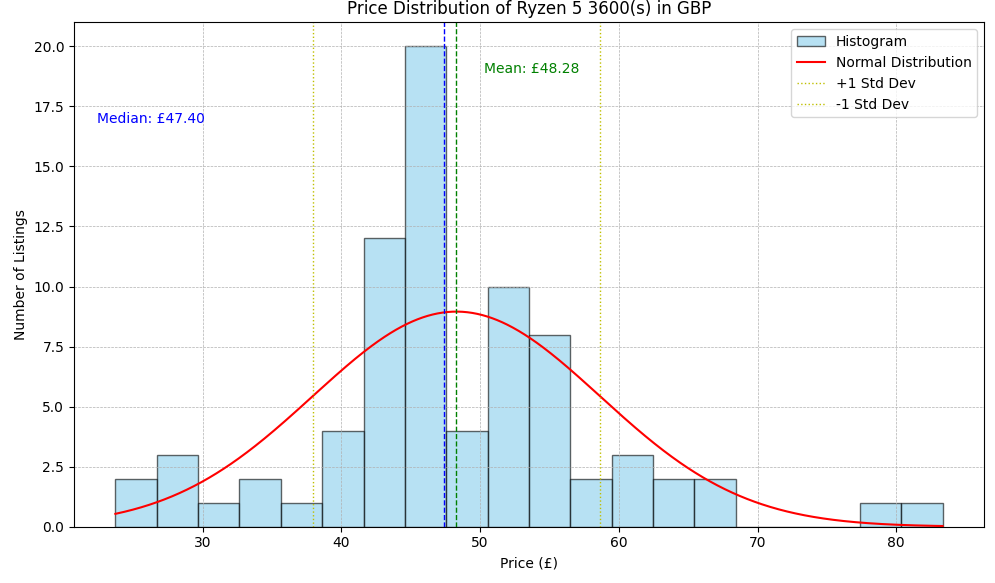 Price Distribution of Ryzen 5 3600(s) in GBP
Histogram
Normal Distribution
+1 Std Dev
-1 Std Dev
Mean: £48.28
Median: £47.40
Number of Listings
20.0
17.5
15.0
12.5
10.0
7.5
5.0
2.5
0.0
30 40 50 60 70 80
Price (£)